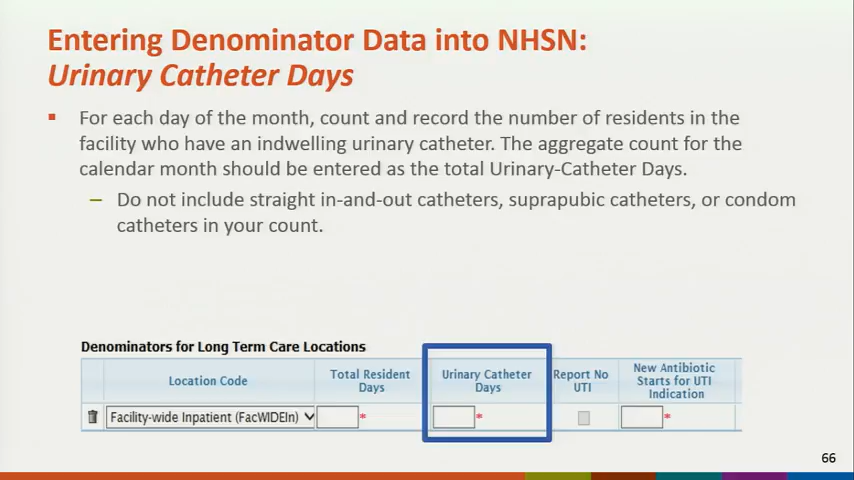 Entering Denominator Data into NHSN:
Urinary Catheter Days
▪ For each day of the month, count and record the number of residents in the
facility who have an indwelling urinary catheter. The aggregate count for the
calendar month should be entered as the total Urinary-Catheter Days.
– Do not include straight in-and-out catheters, suprapubic catheters, or condom
catheters in your count.
Denominators for Long Term Care Locations
Location Code
Total Resident
Days
Urinary Catheter
Days
Report No
UTI
New Antibiotic
Starts for UTI
Indication
Facility-wide Inpatient (FacWIDEIn)
*
*
*
66